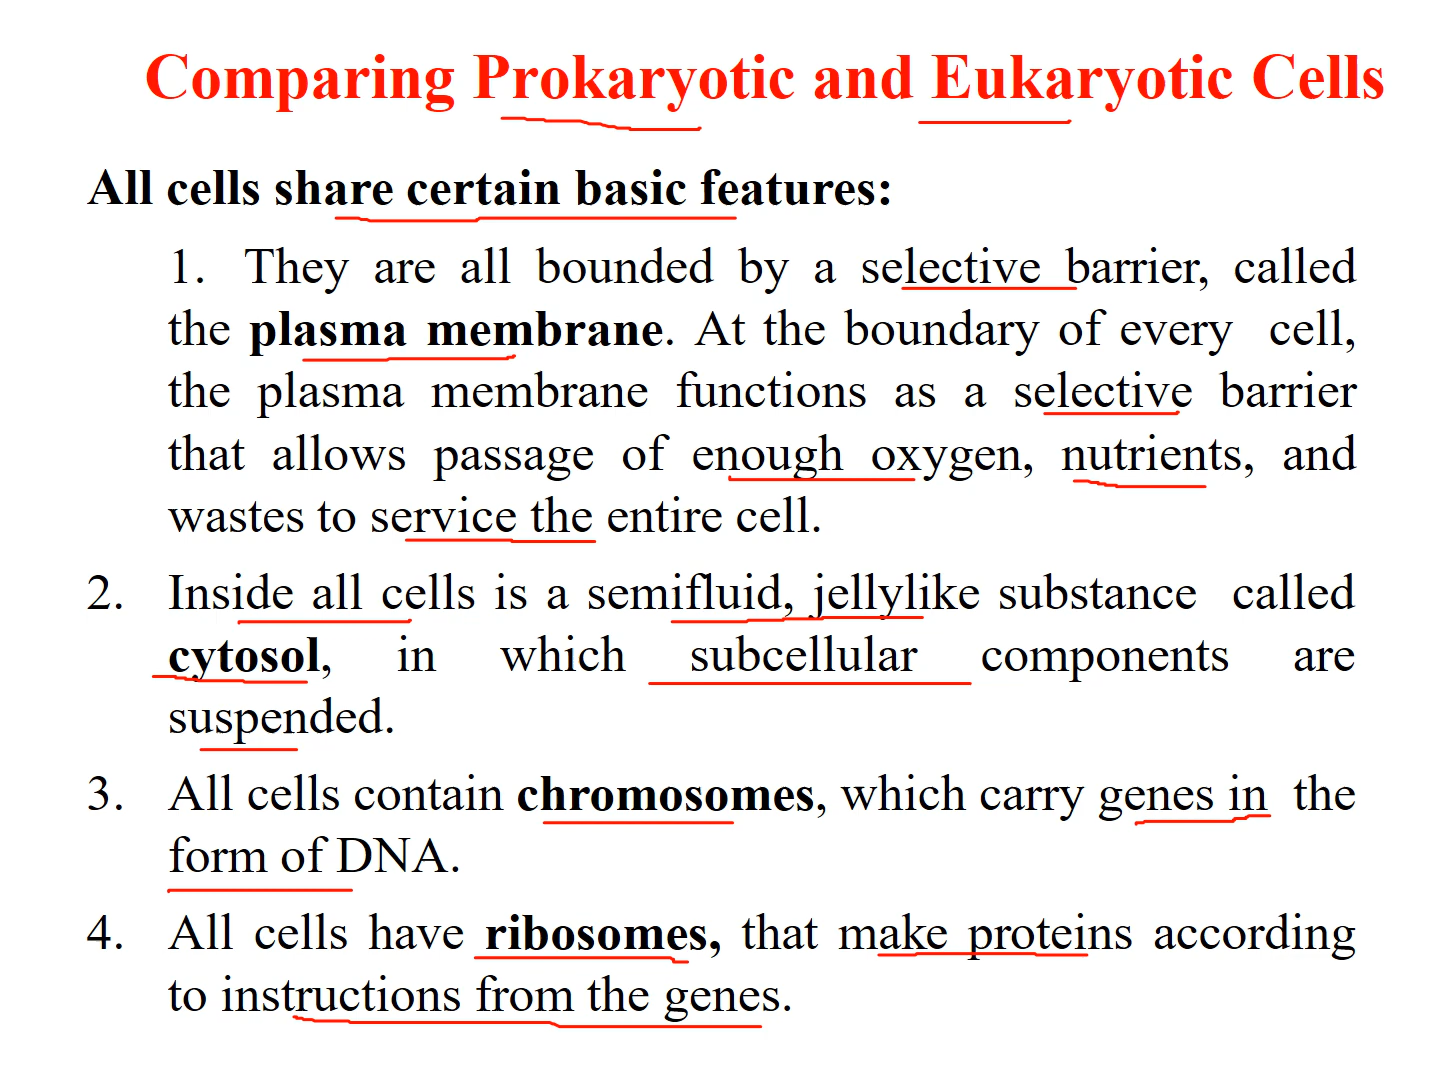 Comparing Prokaryotic and Eukaryotic Cells
All cells share certain basic features:
1. They are all bounded by a selective barrier, called
the plasma membrane. At the boundary of every cell,
the plasma membrane functions as a selective barrier
that allows passage of enough oxygen, nutrients, and
wastes to service the entire cell.
2. Inside all cells is a semifluid, jellylike substance called
cytosol, in which subcellular components are
suspended.
3. All cells contain chromosomes, which carry genes in the
form of DNA.
4. All cells have ribosomes, that make proteins according
to instructions from the genes.